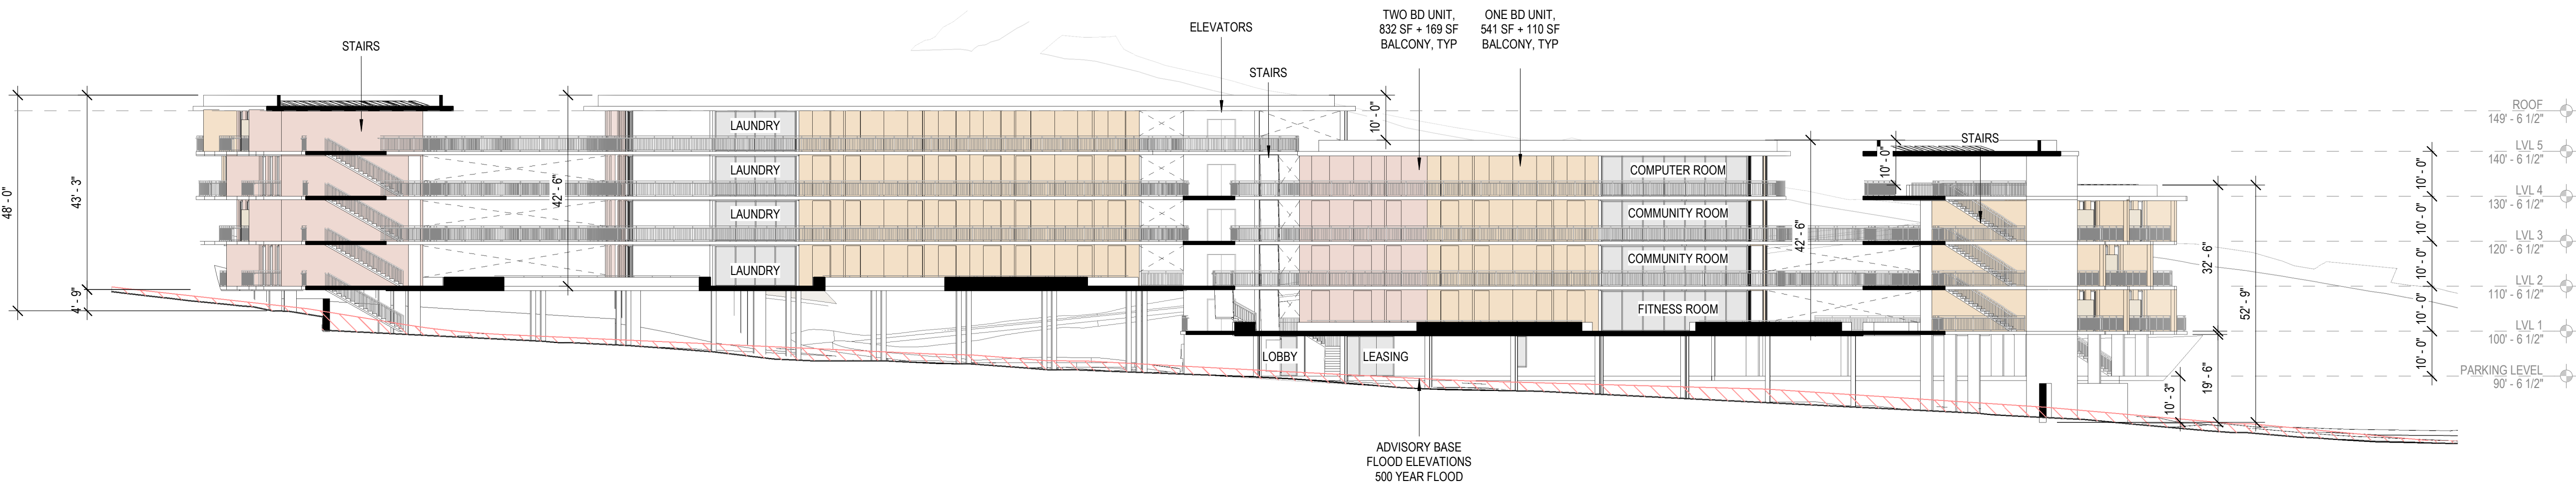 TWO BD UNIT,
832 SF + 169 SF
BALCONY, TYP
ONE BD UNIT,
541 SF + 110 SF
BALCONY, TYP
ELEVATORS
STAIRS
STAIRS
STAIRS
LAUNDRY
LAUNDRY
LAUNDRY
LAUNDRY
COMPUTER ROOM
COMMUNITY ROOM
COMMUNITY ROOM
FITNESS ROOM
LOBBY
LEASING
ADVISORY BASE
FLOOD ELEVATIONS
500 YEAR FLOOD
48' - 0"
43' - 3"
4' - 9"
42' - 6"
10' - 0"
42' - 6"
10' - 0"
32' - 6"
52' - 9"
19' - 6"
10' - 3"
10' - 0"
10' - 0"
10' - 0"
10' - 0"
10' - 0"
ROOF
149' - 6 1/2"
LVL 5
140' - 6 1/2"
LVL 4
130' - 6 1/2"
LVL 3
120' - 6 1/2"
LVL 2
110' - 6 1/2"
LVL 1
100' - 6 1/2"
PARKING LEVEL
90' - 6 1/2"